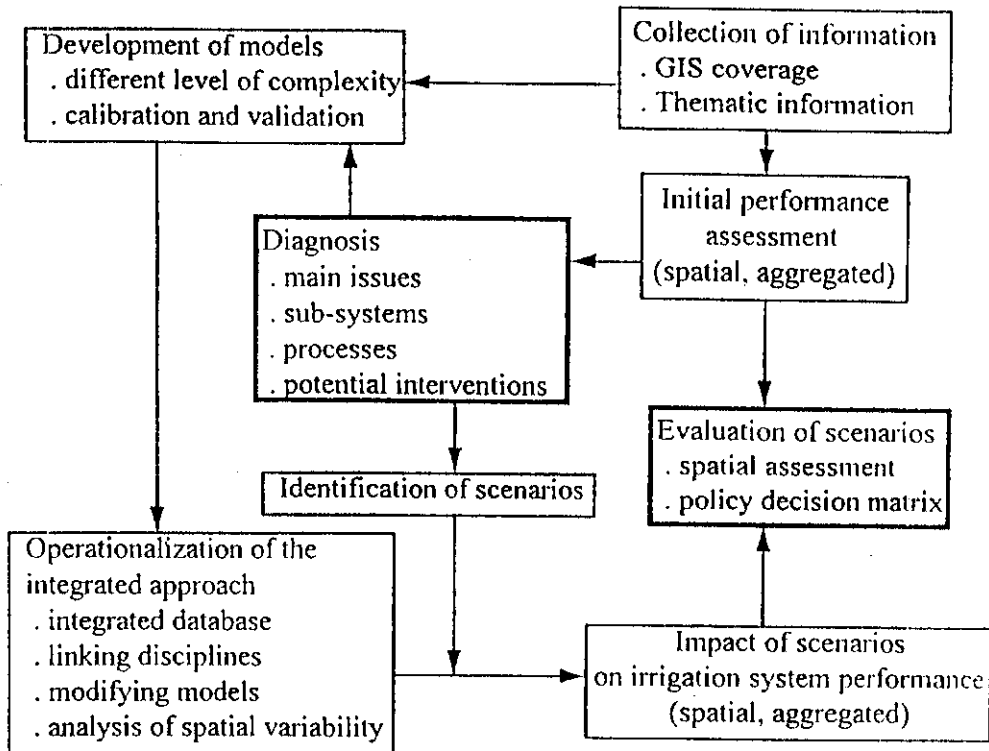 Development of models
. different level of complexity
. calibration and validation
Collection of information
. GIS coverage
. Thematic information
Initial performance
assessment
(spatial, aggregated)
Diagnosis
. main issues
. sub-systems
. processes
. potential interventions
Evaluation of scenarios
. spatial assessment
. policy decision matrix
Identification of scenarios
Operationalization of the
integrated approach
. integrated database
. linking disciplines
. modifying models
. analysis of spatial variability
Impact of scenarios
on irrigation system performance
(spatial, aggregated)